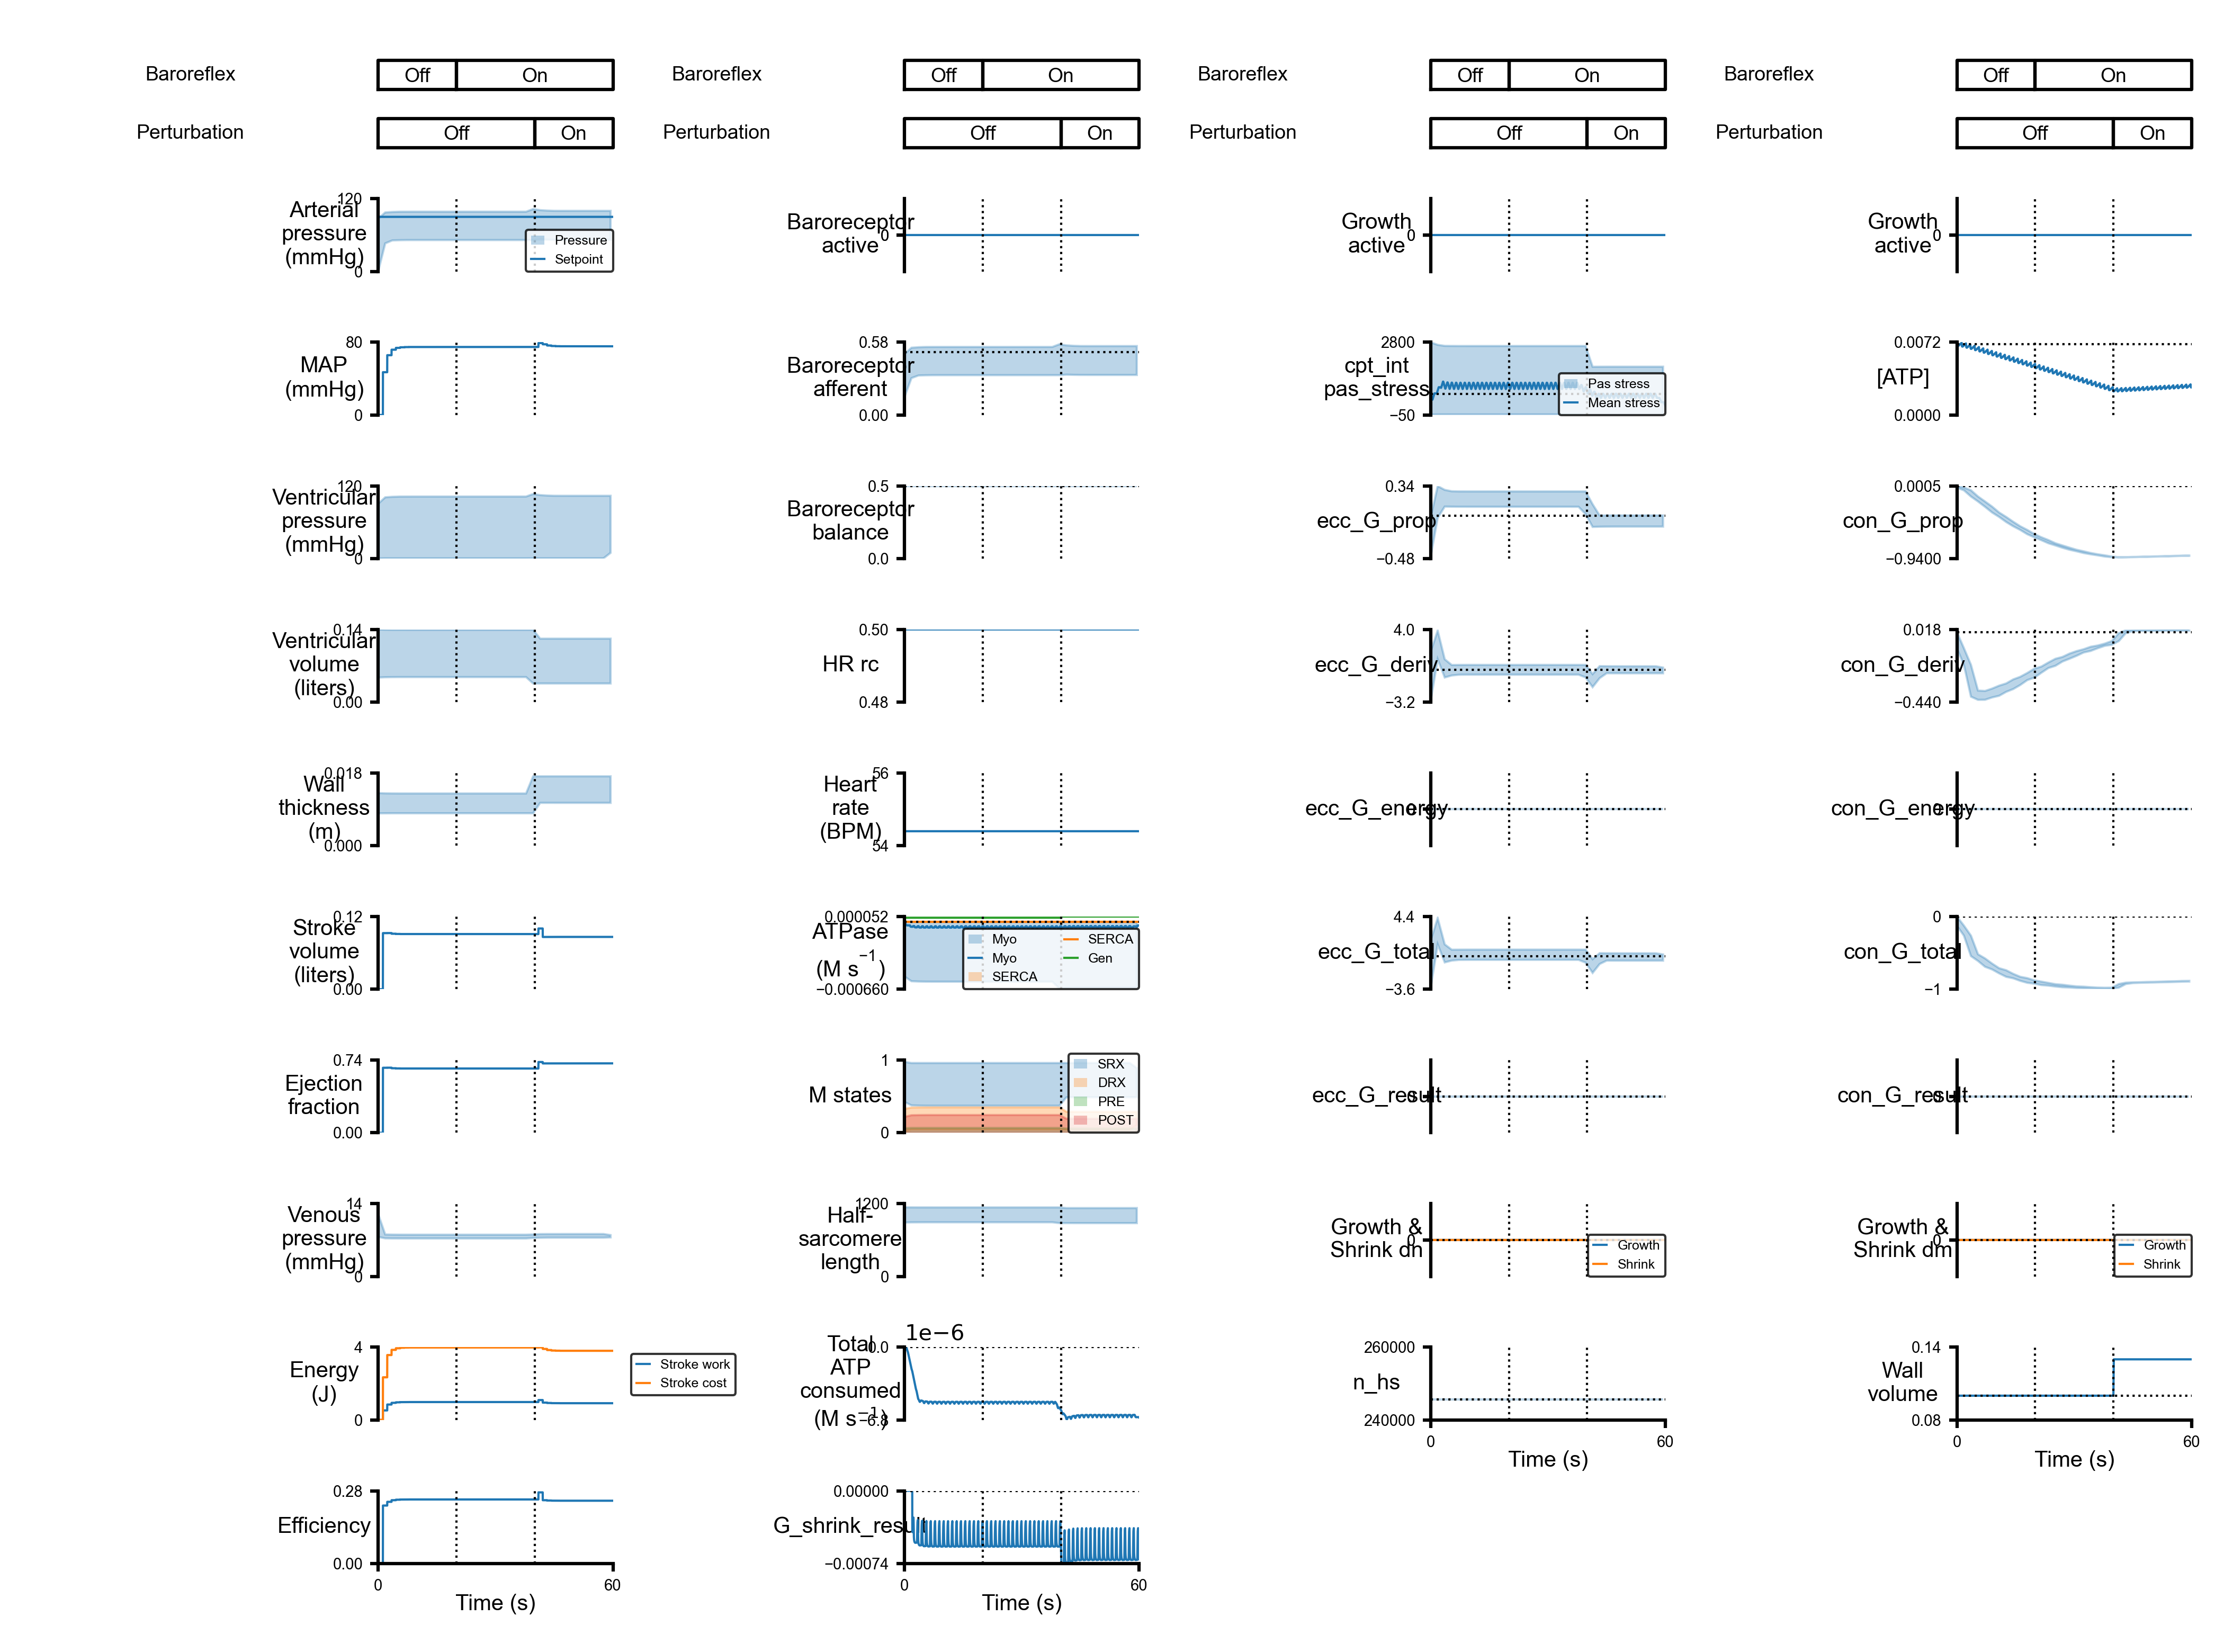 Baroreflex
Off
On
Baroreflex
Off
On
Baroreflex
Off
On
Baroreflex
Off
On
Perturbation
Off
On
Perturbation
Off
On
Perturbation
Off
On
Perturbation
Off
On
Arterial
pressure
(mmHg)
120
0
Pressure
Setpoint
MAP
(mmHg)
80
0
Ventricular
pressure
(mmHg)
120
0
Ventricular
volume
(liters)
0.14
0.00
Wall
thickness
(m)
0.018
0.000
Stroke
volume
(liters)
0.12
0.00
Ejection
fraction
0.74
0.00
Venous
pressure
(mmHg)
14
0
Energy
(J)
4
0
Stroke work
Stroke cost
Efficiency
0.28
0.00
0
60
Time (s)
Baroreceptor
active
0
Baroreceptor
afferent
0.58
0.00
Baroreceptor
balance
0.5
0.0
HR rc
0.50
0.48
Heart
rate
(BPM)
56
54
ATPase
(M s⁻¹)
0.000052
−0.000660
Myo
Myo
SERCA
SERCA
Gen
M states
1
0
SRX
DRX
PRE
POST
Half-
sarcomere
length
1200
0
Total
ATP
consumed
(M s⁻¹)
1e−6
0.0
−6.8
G_shrink_result
0.00000
−0.00074
0
60
Time (s)
Growth
active
0
cpt_int
pas_stress
2800
−50
Pas stress
Mean stress
ecc_G_prop
0.34
−0.48
ecc_G_deriv
4.0
−3.2
ecc_G_energy
0
ecc_G_total
4.4
−3.6
ecc_G_result
0
Growth &
Shrink dn
0
Growth
Shrink
n_hs
260000
240000
0
60
Time (s)
Growth
active
0
[ATP]
0.0072
0.0000
con_G_prop
0.0005
−0.9400
con_G_deriv
0.018
−0.440
con_G_energy
0
con_G_total
0
−1
con_G_result
0
Growth &
Shrink dm
0
Growth
Shrink
Wall
volume
0.14
0.08
0
60
Time (s)